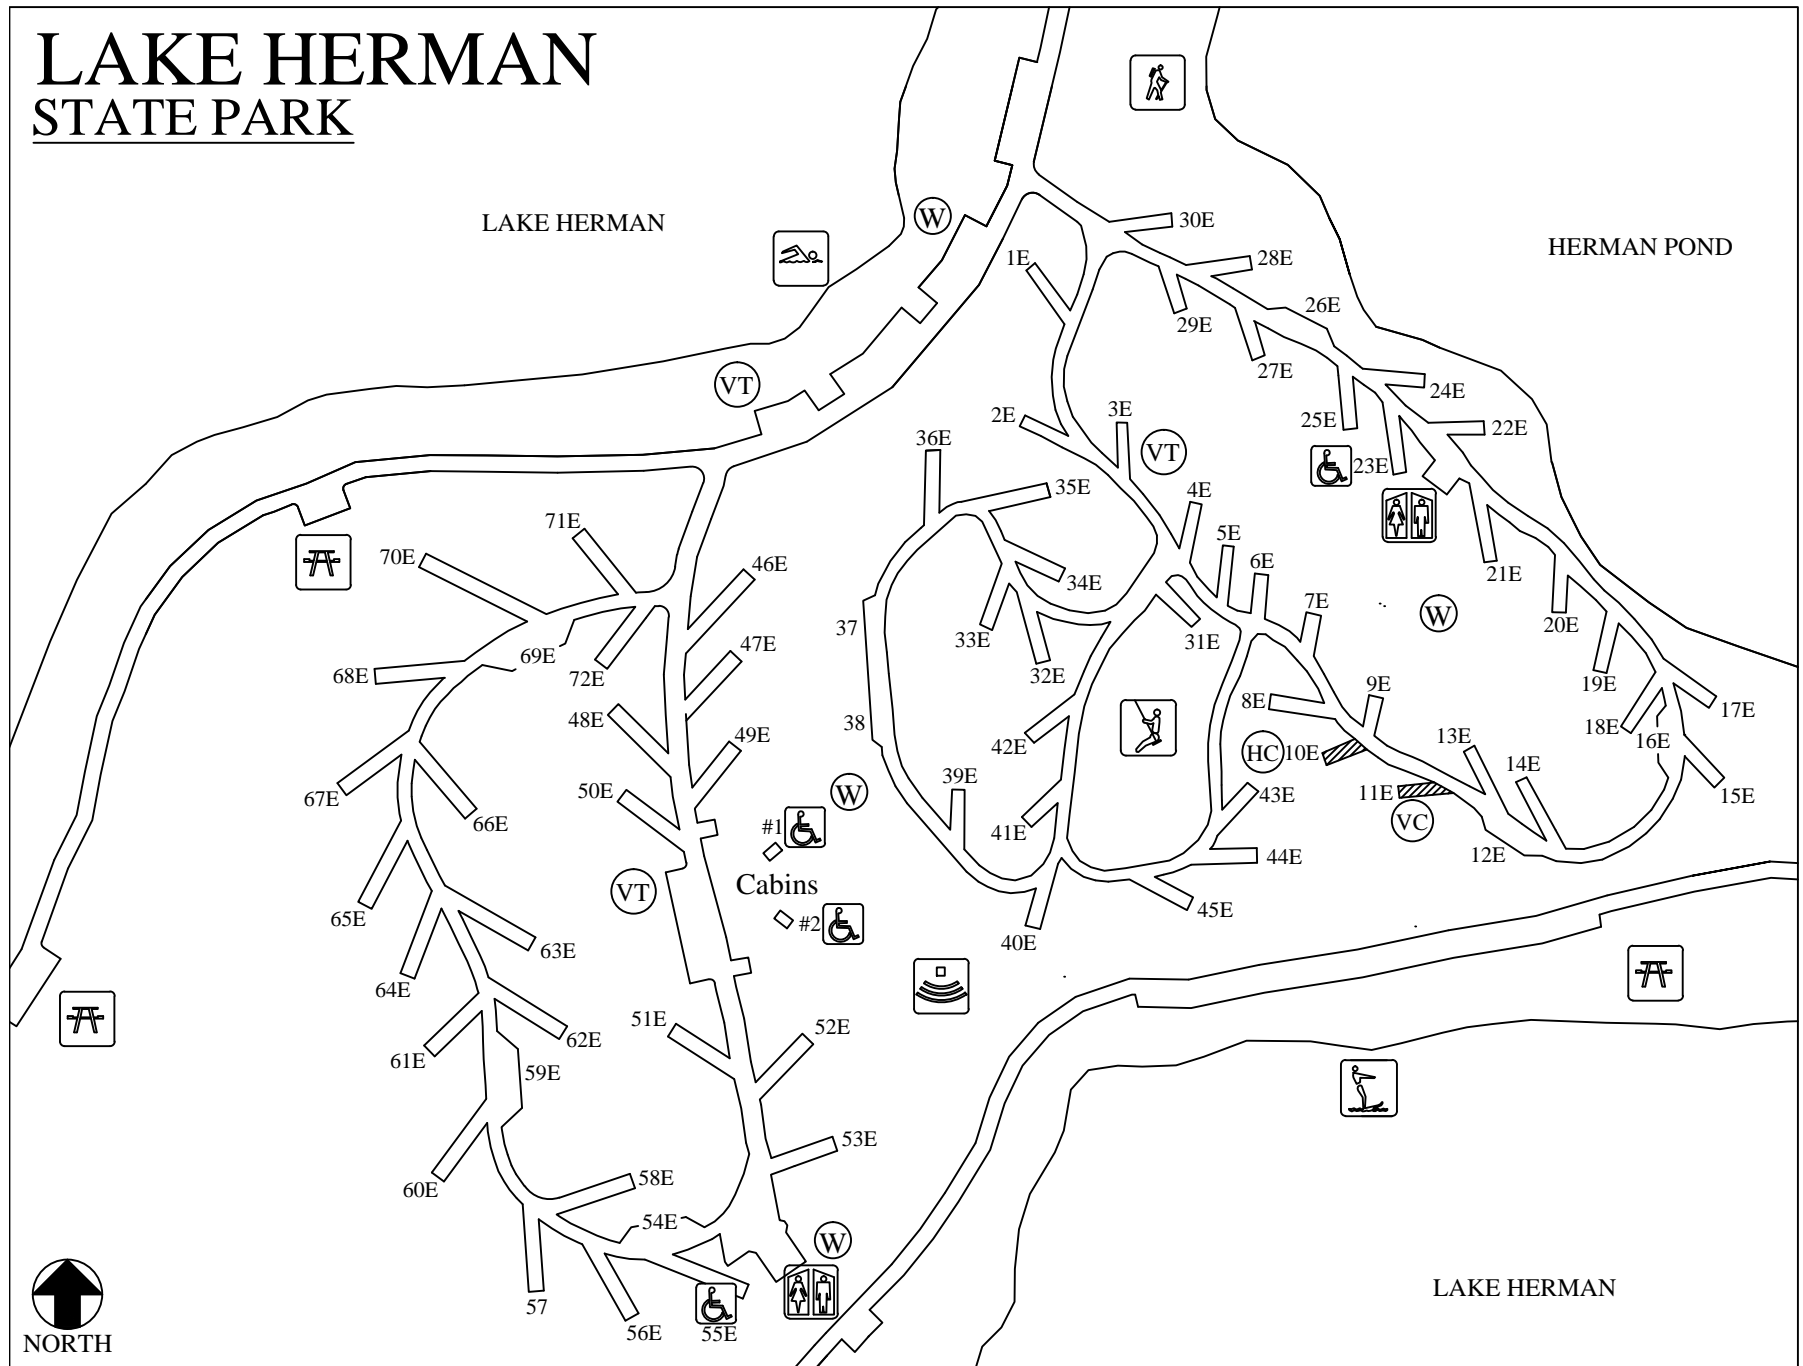 LAKE HERMAN
STATE PARK
LAKE HERMAN
W
30E
HERMAN POND
1E
28E
26E
29E
27E
VT
24E
2E
3E
25E
22E
36E
VT
23E
35E
4E
71E
5E
70E
46E
6E
21E
34E
7E
W
37
33E
31E
20E
47E
69E
68E
72E
32E
19E
9E
8E
17E
48E
38
18E
49E
42E
HC
10E
13E
16E
14E
39E
67E
50E
W
43E
11E
15E
66E
#1
41E
VC
12E
44E
Cabins
VT
65E
#2
45E
40E
63E
64E
51E
52E
62E
61E
59E
53E
60E
58E
54E
W
LAKE HERMAN
57
56E
55E
NORTH